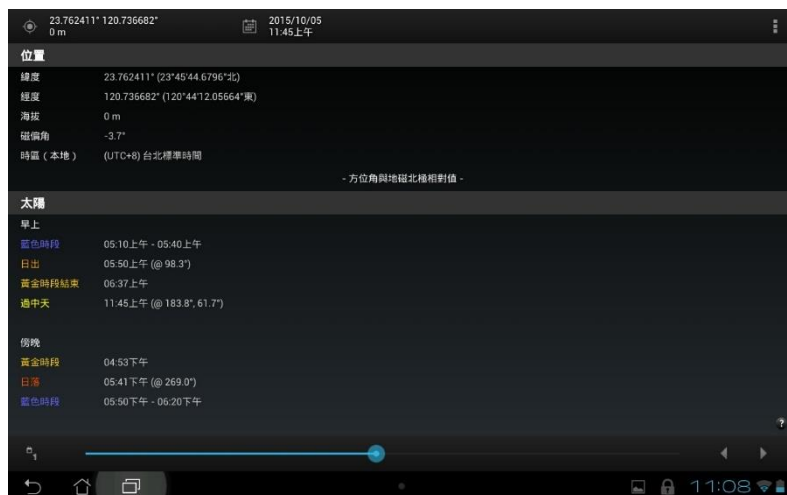 23.762411° 120.736682°
0 m
2015/10/05
11:45上午
位置
緯度 23.762411° (23°45'44.6796"北)
經度 120.736682° (120°44'12.05664"東)
海拔 0 m
磁偏角 -3.7°
時區（本地） (UTC+8) 台北標準時間
- 方位角與地磁北極相對值 -
太陽
早上
藍色時段 05:10上午 - 05:40上午
日出 05:50上午 (@ 98.3°)
黃金時段結束 06:37上午
過中天 11:45上午 (@ 183.8°, 61.7°)
傍晚
黃金時段 04:53下午
日落 05:41下午 (@ 269.0°)
藍色時段 05:50下午 - 06:20下午
?
1
11:08